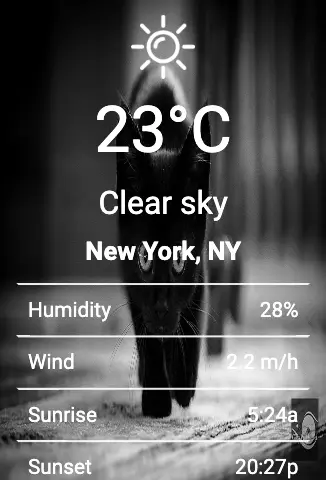 23°C
Clear sky
New York, NY
Humidity 28%
Wind 2.2 m/h
Sunrise 5:24a
Sunset 20:27p